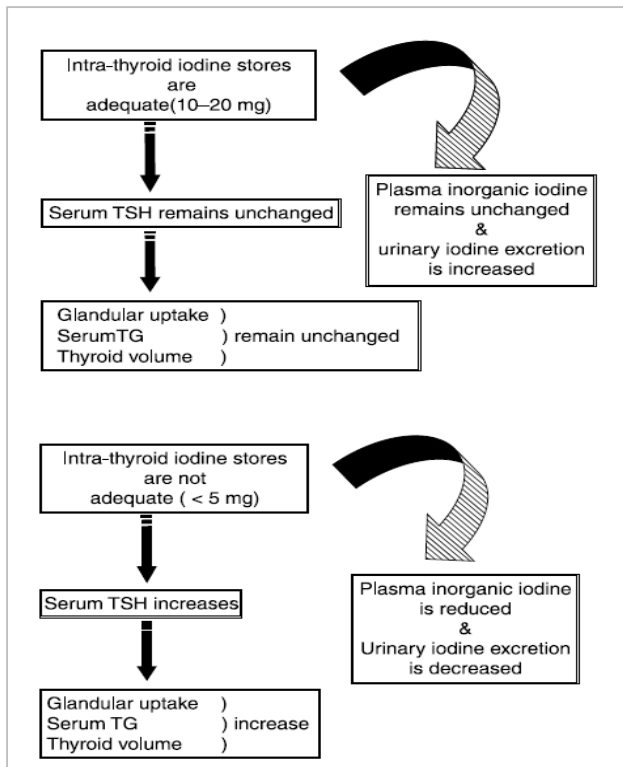 Intra-thyroid iodine stores
are
adequate(10–20 mg)
Plasma inorganic iodine
remains unchanged
&
urinary iodine excretion
is increased
Serum TSH remains unchanged
Glandular uptake )
SerumTG ) remain unchanged
Thyroid volume )
Intra-thyroid iodine stores
are not
adequate ( < 5 mg)
Plasma inorganic iodine
is reduced
&
Urinary iodine excretion
is decreased
Serum TSH increases
Glandular uptake )
Serum TG ) increase
Thyroid volume )